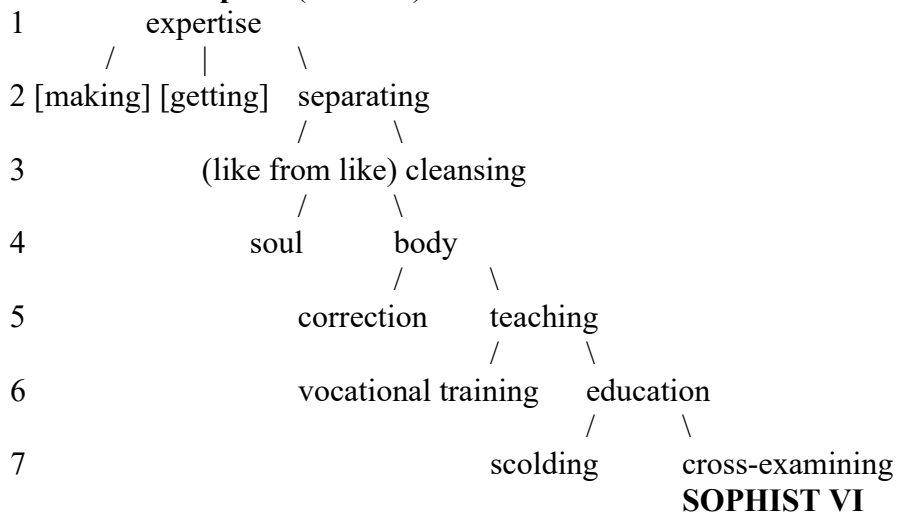 1 expertise
/ | \
2 [making] [getting] separating
/ \
3 (like from like) cleansing
/ \
4 soul body
/ \
5 correction teaching
/ \
6 vocational training education
/ \
7 scolding cross-examining
SOPHIST VI